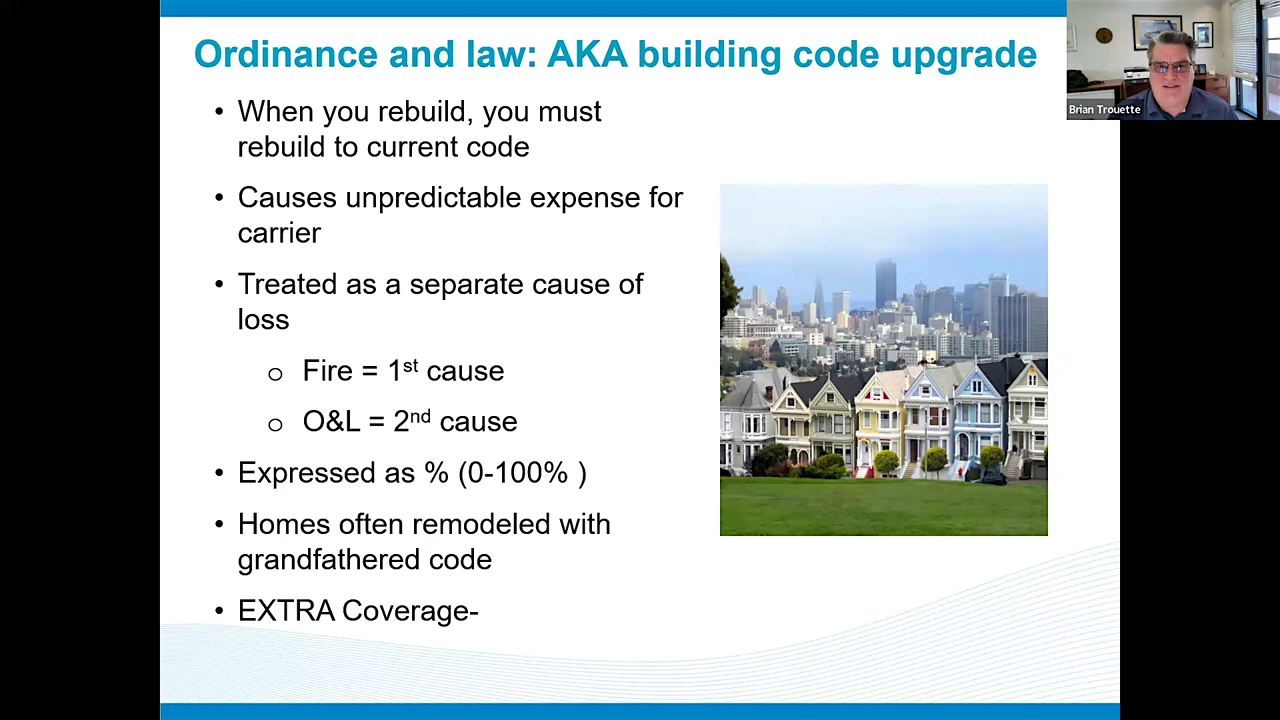 Ordinance and law: AKA building code upgrade
• When you rebuild, you must
rebuild to current code
• Causes unpredictable expense for
carrier
• Treated as a separate cause of
loss
o Fire = 1st cause
o O&L = 2nd cause
• Expressed as % (0-100% )
• Homes often remodeled with
grandfathered code
• EXTRA Coverage-
Brian Trouette